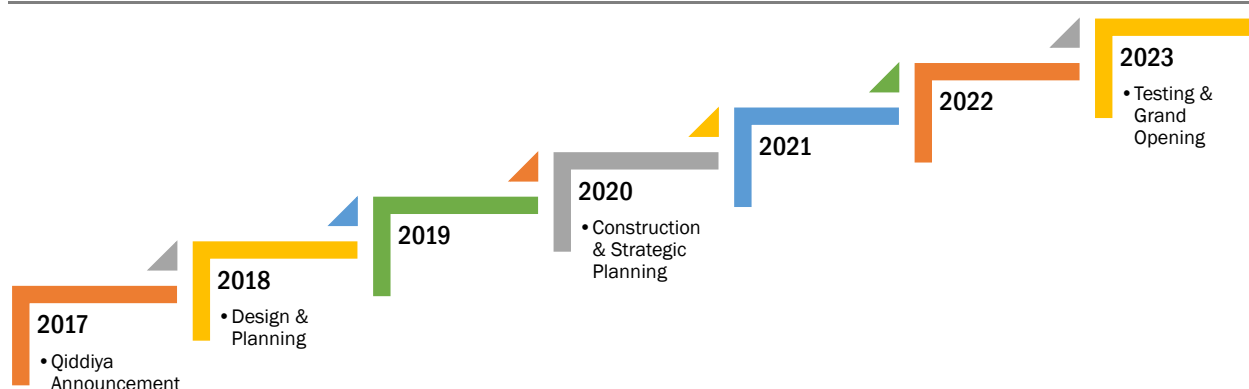 2017
•Qiddiya
Announcement
2018
•Design &
Planning
2019
2020
•Construction
& Strategic
Planning
2021
2022
2023
•Testing &
Grand
Opening